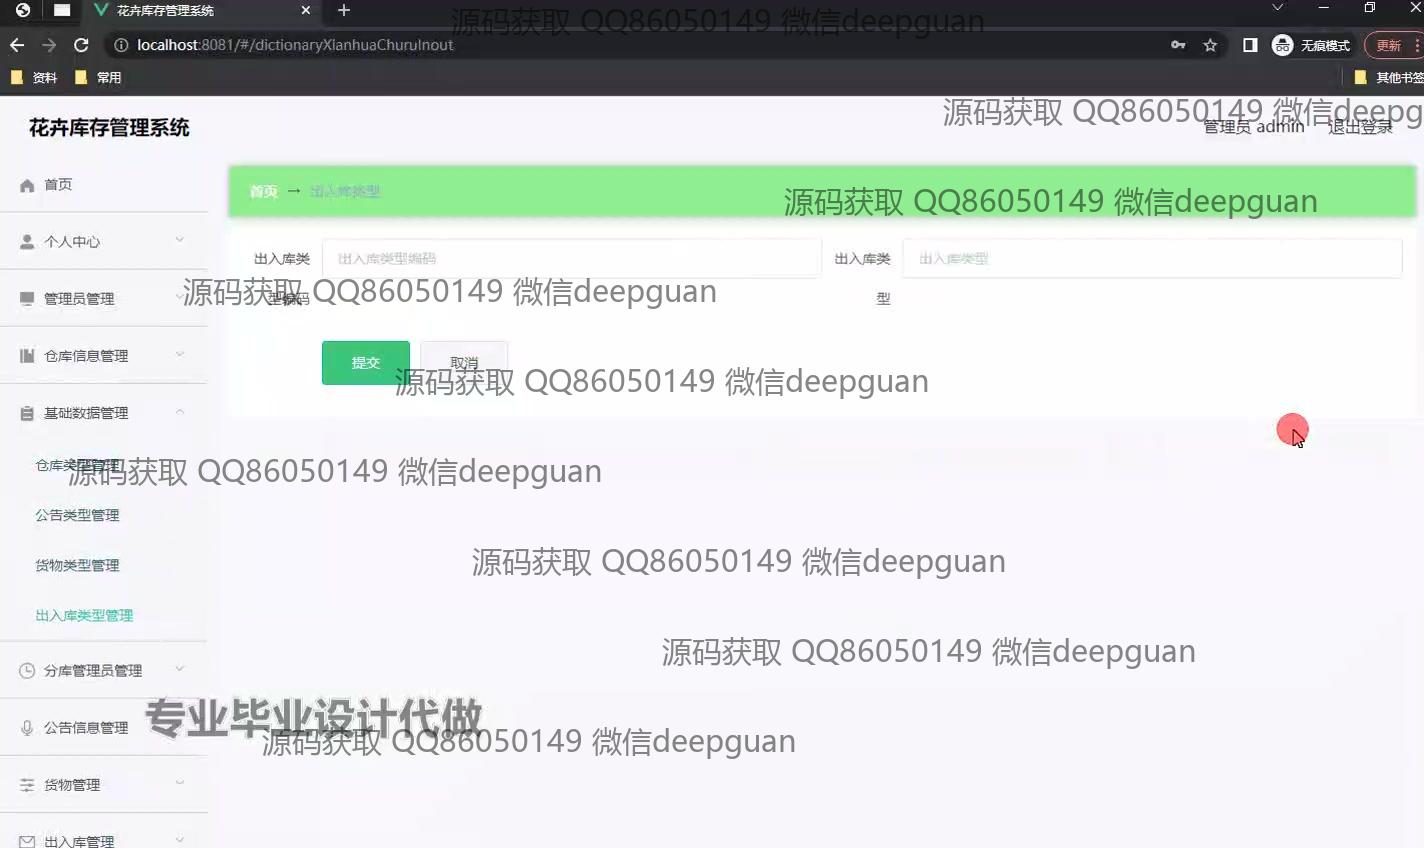 花卉库存管理系统
源码获取 QQ86050149 微信deepguan
localhost:8081/#/dictionaryXianhuaChuruInout
无痕模式
更新
资料
常用
其他书签
花卉库存管理系统
源码获取 QQ86050149 微信deepg
管理员 admin
退出登录
首页
首页 → 出入库类型
源码获取 QQ86050149 微信deepguan
个人中心
出入库类型编码
出入库类型编码
出入库类型
出入库类型
管理员管理
源码获取 QQ86050149 微信deepguan
仓库信息管理
提交
取消
源码获取 QQ86050149 微信deepguan
基础数据管理
仓库类型管理
源码获取 QQ86050149 微信deepguan
公告类型管理
货物类型管理
源码获取 QQ86050149 微信deepguan
出入库类型管理
源码获取 QQ86050149 微信deepguan
分库管理员管理
公告信息管理
专业毕业设计代做
源码获取 QQ86050149 微信deepguan
货物管理
出入库管理